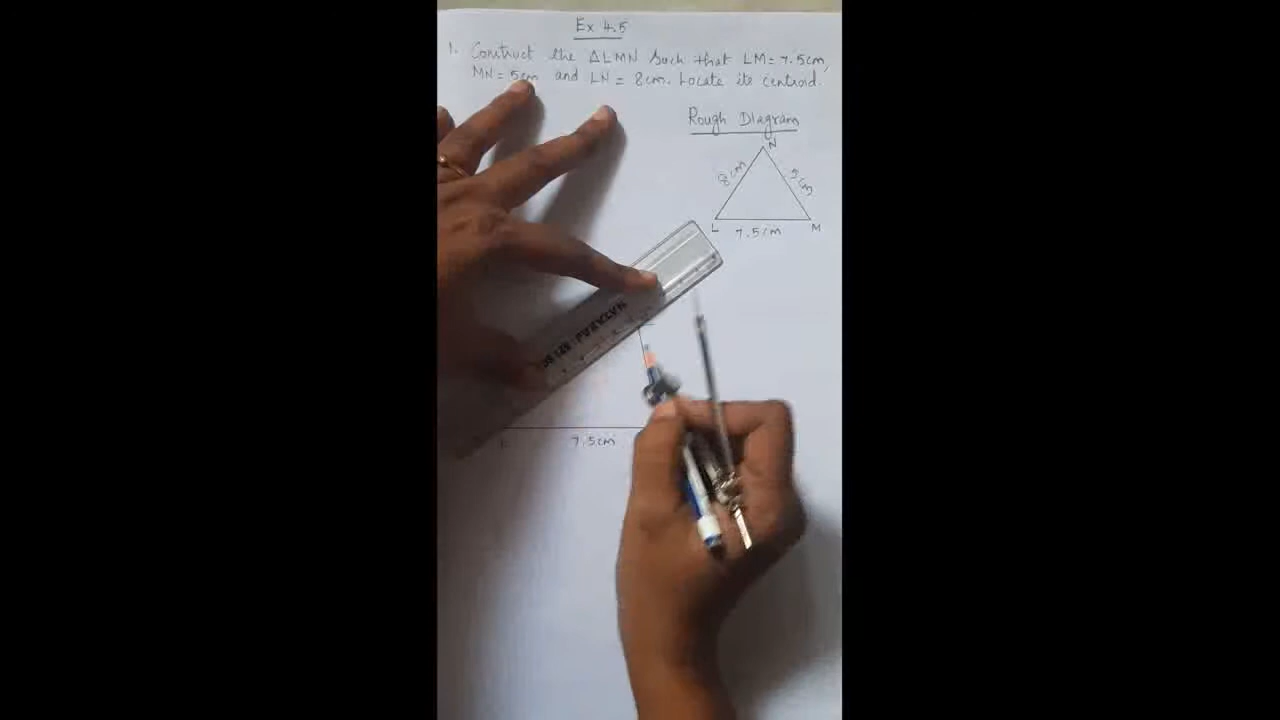 Ex 4.5
1. Construct the ΔLMN such that LM = 7.5cm,
MN = 5cm and LN = 8cm. Locate its centroid.
Rough Diagram
N
8cm
5cm
L
M
7.5cm
L
7.5cm